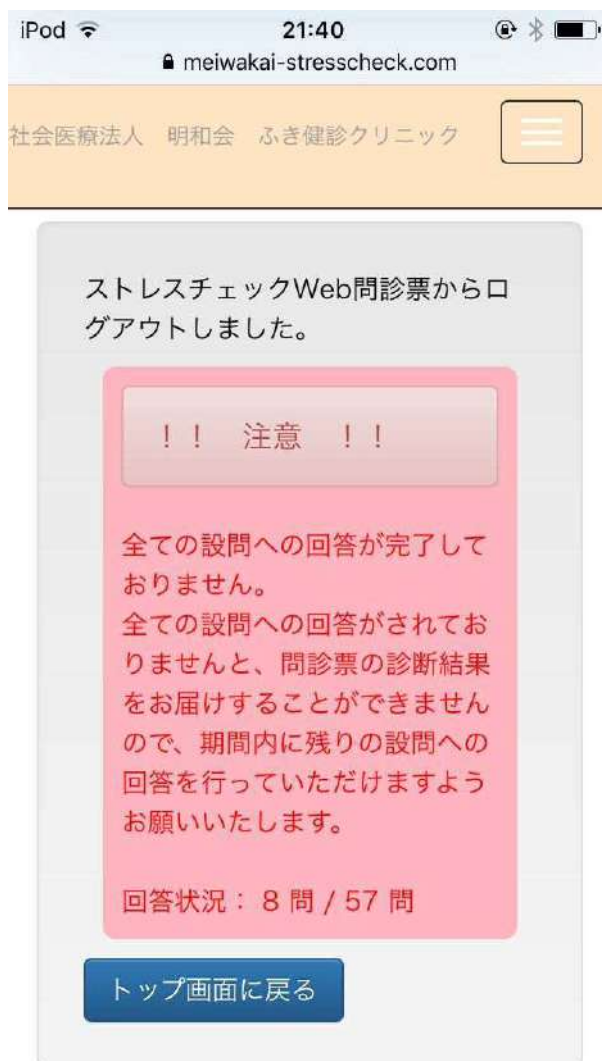 iPod 21:40
meiwakai-stresscheck.com
社会医療法人　明和会　ふき健診クリニック
ストレスチェックWeb問診票からロ
グアウトしました。
！！　注意　！！
全ての設問への回答が完了して
おりません。
全ての設問への回答がされてお
りませんと、問診票の診断結果
をお届けすることができません
ので、期間内に残りの設問への
回答を行っていただけますよう
お願いいたします。
回答状況： 8 問 / 57 問
トップ画面に戻る